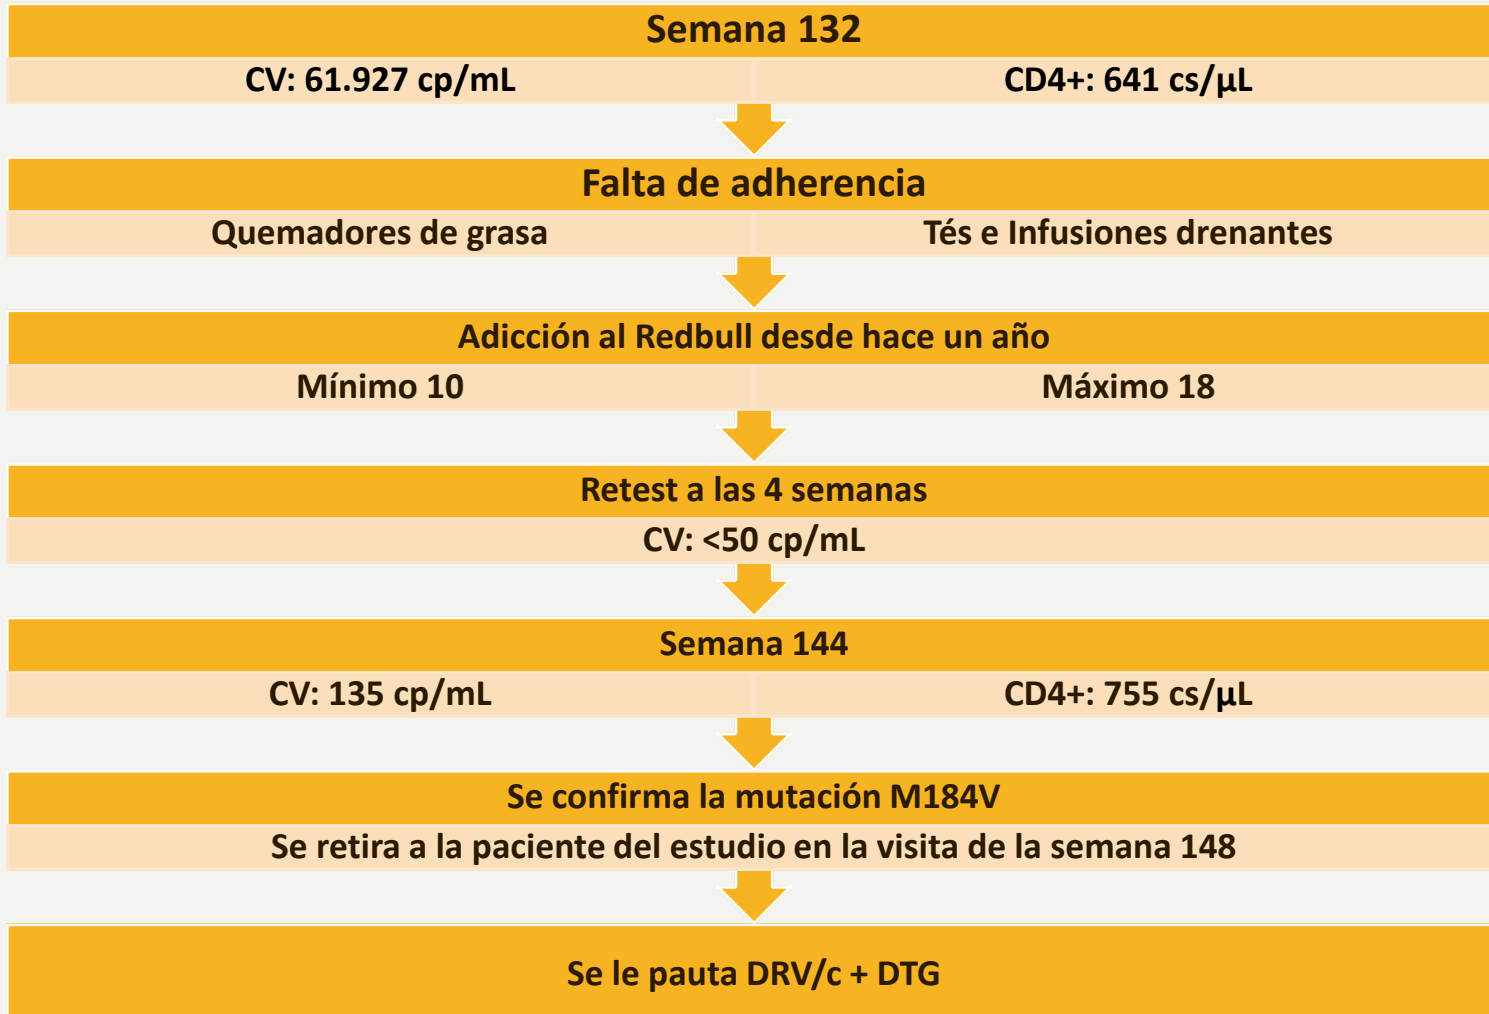 Semana 132
CV: 61.927 cp/mL
CD4+: 641 cs/µL
Falta de adherencia
Quemadores de grasa
Tés e Infusiones drenantes
Adicción al Redbull desde hace un año
Mínimo 10
Máximo 18
Retest a las 4 semanas
CV: <50 cp/mL
Semana 144
CV: 135 cp/mL
CD4+: 755 cs/µL
Se confirma la mutación M184V
Se retira a la paciente del estudio en la visita de la semana 148
Se le pauta DRV/c + DTG